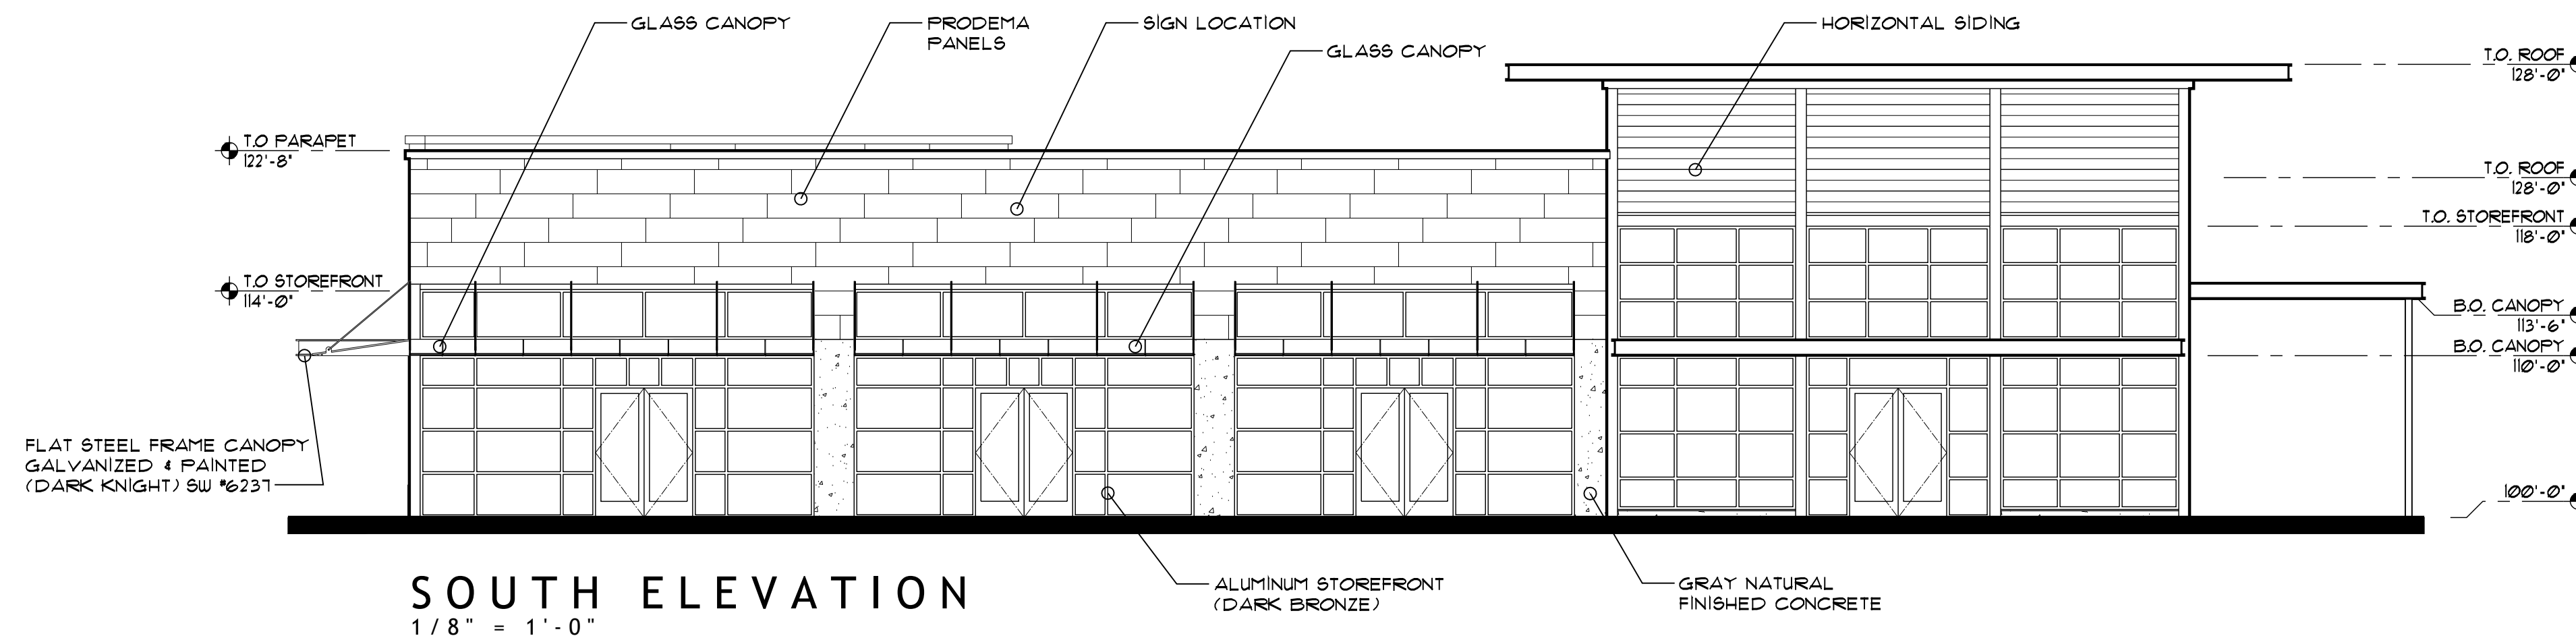 GLASS CANOPY
PRODEMA
PANELS
SIGN LOCATION
GLASS CANOPY
HORIZONTAL SIDING
T.O. ROOF
128'-0"
T.O PARAPET
122'-8"
T.O. ROOF
128'-0"
T.O. STOREFRONT
118'-0"
T.O STOREFRONT
114'-0"
B.O. CANOPY
113'-6"
B.O. CANOPY
110'-0"
FLAT STEEL FRAME CANOPY
GALVANIZED & PAINTED
(DARK KNIGHT) SW #6237
100'-0"
ALUMINUM STOREFRONT
(DARK BRONZE)
GRAY NATURAL
FINISHED CONCRETE
SOUTH ELEVATION
1/8" = 1'-0"